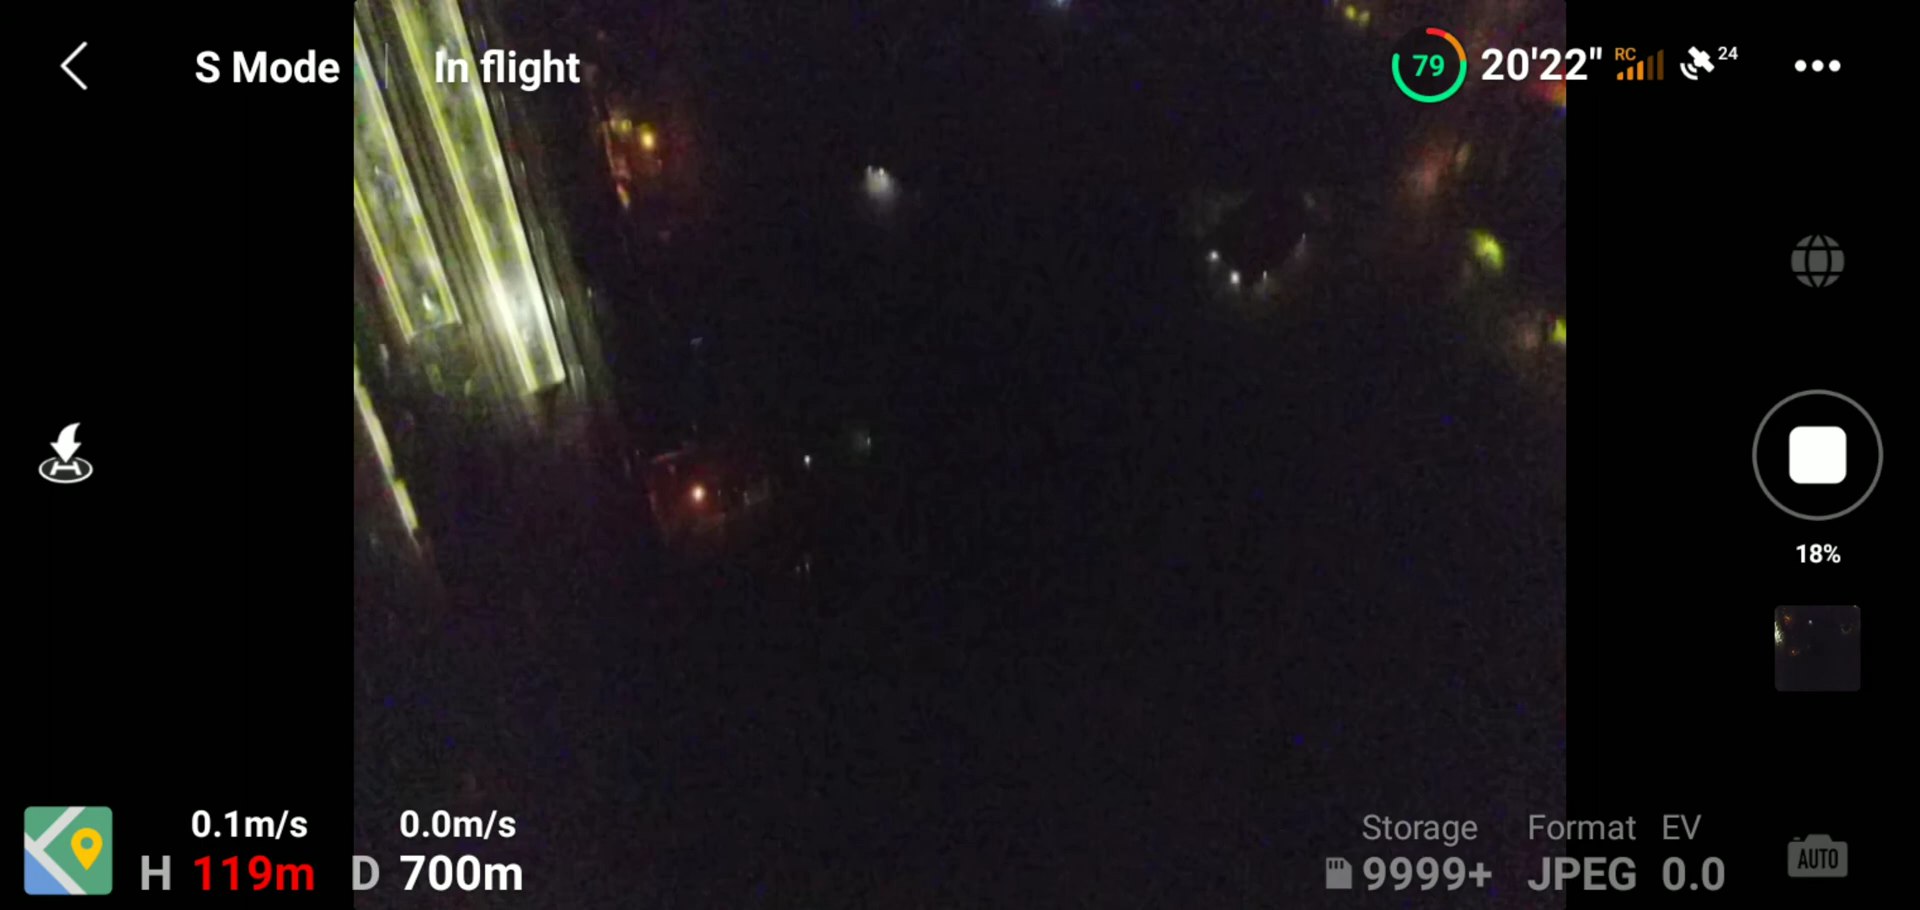 S Mode In flight 79 20'22" RC 24
18%
0.1m/s 0.0m/s
H 119m D 700m
Storage Format EV
9999+ JPEG 0.0
AUTO